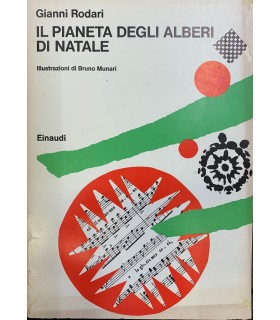 Gianni Rodari
IL PIANETA DEGLI ALBERI
DI NATALE
Illustrazioni di Bruno Munari
Einaudi